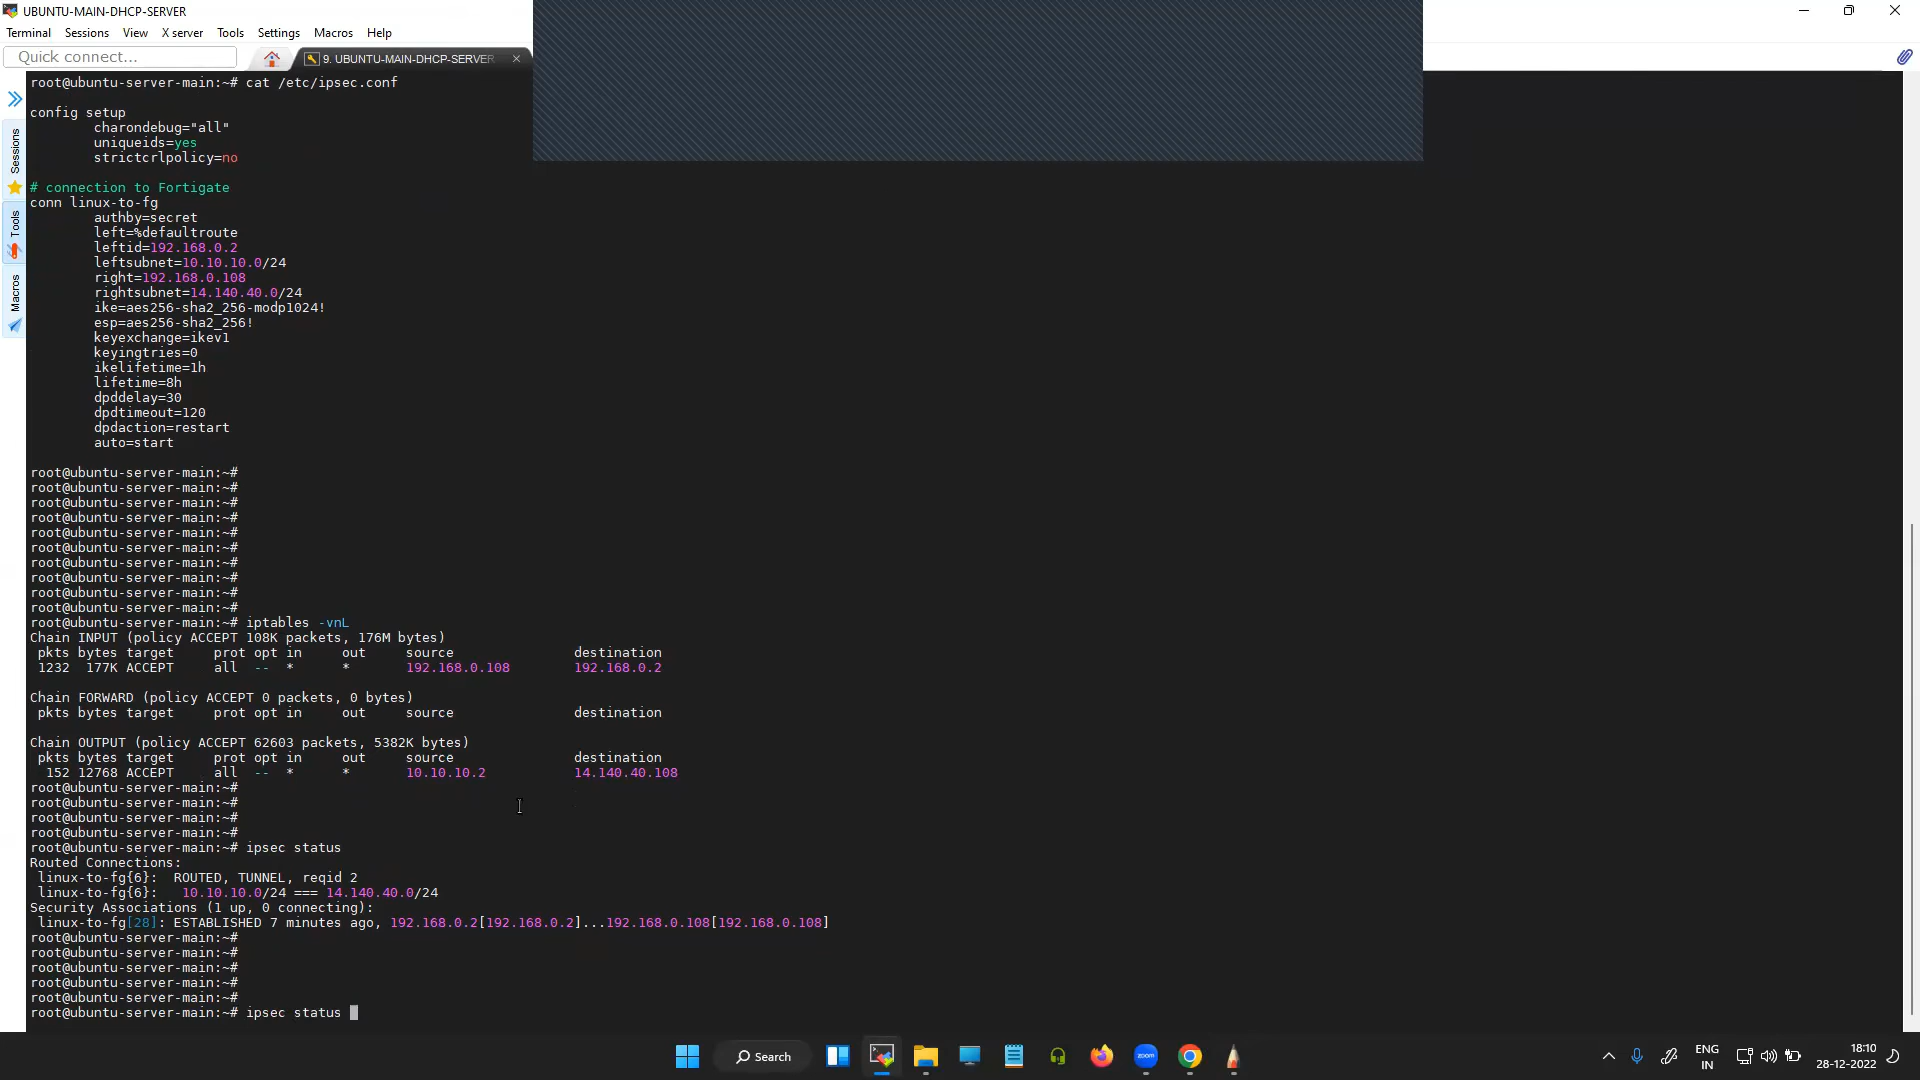 UBUNTU-MAIN-DHCP-SERVER
Terminal Sessions View X server Tools Settings Macros Help
Quick connect...
9. UBUNTU-MAIN-DHCP-SERVER
Sessions
Tools
Macros
root@ubuntu-server-main:~# cat /etc/ipsec.conf
config setup
charondebug="all"
uniqueids=yes
strictcrlpolicy=no
# connection to Fortigate
conn linux-to-fg
authby=secret
left=%defaultroute
leftid=192.168.0.2
leftsubnet=10.10.10.0/24
right=192.168.0.108
rightsubnet=14.140.40.0/24
ike=aes256-sha2_256-modp1024!
esp=aes256-sha2_256!
keyexchange=ikev1
keyingtries=0
ikelifetime=1h
lifetime=8h
dpddelay=30
dpdtimeout=120
dpdaction=restart
auto=start
root@ubuntu-server-main:~#
root@ubuntu-server-main:~#
root@ubuntu-server-main:~#
root@ubuntu-server-main:~#
root@ubuntu-server-main:~#
root@ubuntu-server-main:~#
root@ubuntu-server-main:~#
root@ubuntu-server-main:~#
root@ubuntu-server-main:~#
root@ubuntu-server-main:~#
root@ubuntu-server-main:~# iptables -vnL
Chain INPUT (policy ACCEPT 108K packets, 176M bytes)
pkts bytes target prot opt in out source destination
1232 177K ACCEPT all -- * * 192.168.0.108 192.168.0.2
Chain FORWARD (policy ACCEPT 0 packets, 0 bytes)
pkts bytes target prot opt in out source destination
Chain OUTPUT (policy ACCEPT 62603 packets, 5382K bytes)
pkts bytes target prot opt in out source destination
152 12768 ACCEPT all -- * * 10.10.10.2 14.140.40.108
root@ubuntu-server-main:~#
root@ubuntu-server-main:~#
root@ubuntu-server-main:~#
root@ubuntu-server-main:~#
root@ubuntu-server-main:~# ipsec status
Routed Connections:
linux-to-fg{6}: ROUTED, TUNNEL, reqid 2
linux-to-fg{6}: 10.10.10.0/24 === 14.140.40.0/24
Security Associations (1 up, 0 connecting):
linux-to-fg[28]: ESTABLISHED 7 minutes ago, 192.168.0.2[192.168.0.2]...192.168.0.108[192.168.0.108]
root@ubuntu-server-main:~#
root@ubuntu-server-main:~#
root@ubuntu-server-main:~#
root@ubuntu-server-main:~#
root@ubuntu-server-main:~#
root@ubuntu-server-main:~# ipsec status
Search
zoom
ENG
IN
18:10
28-12-2022